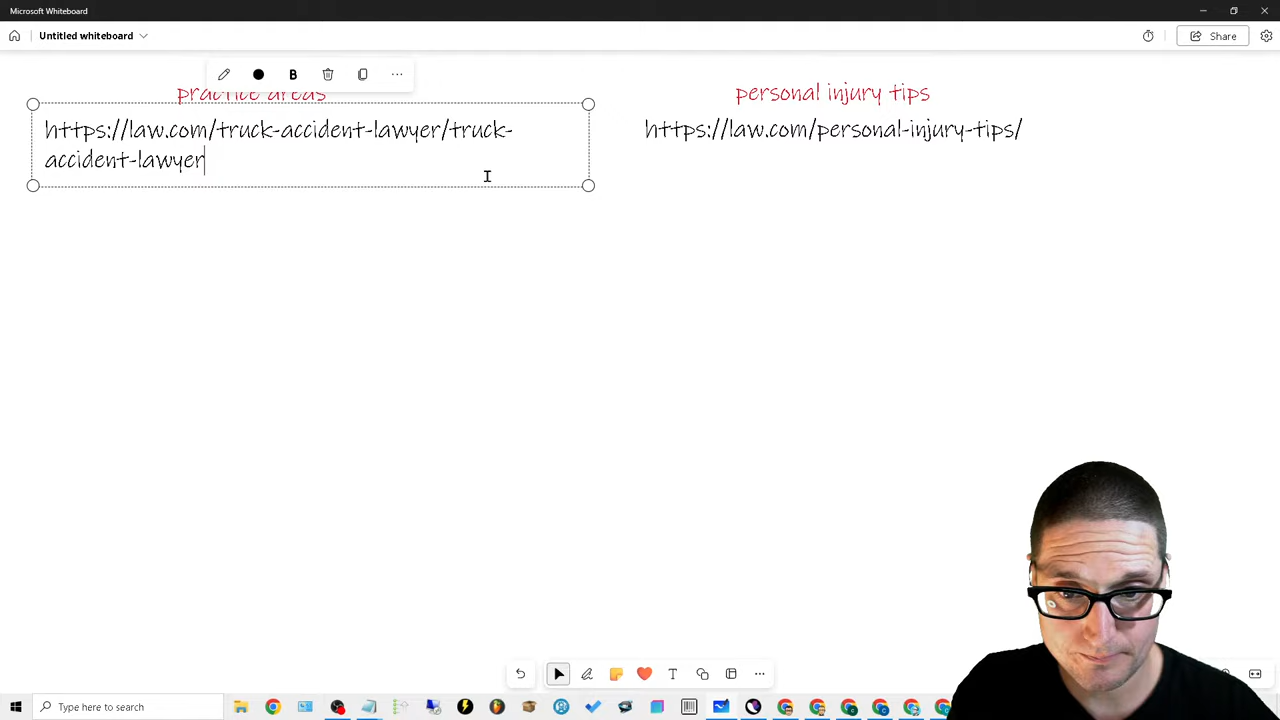 Microsoft Whiteboard
Untitled whiteboard
Share
B
practice areas
personal injury tips
https://law.com/truck-accident-lawyer/truck-
accident-lawyer
https://law.com/personal-injury-tips/
T
Type here to search